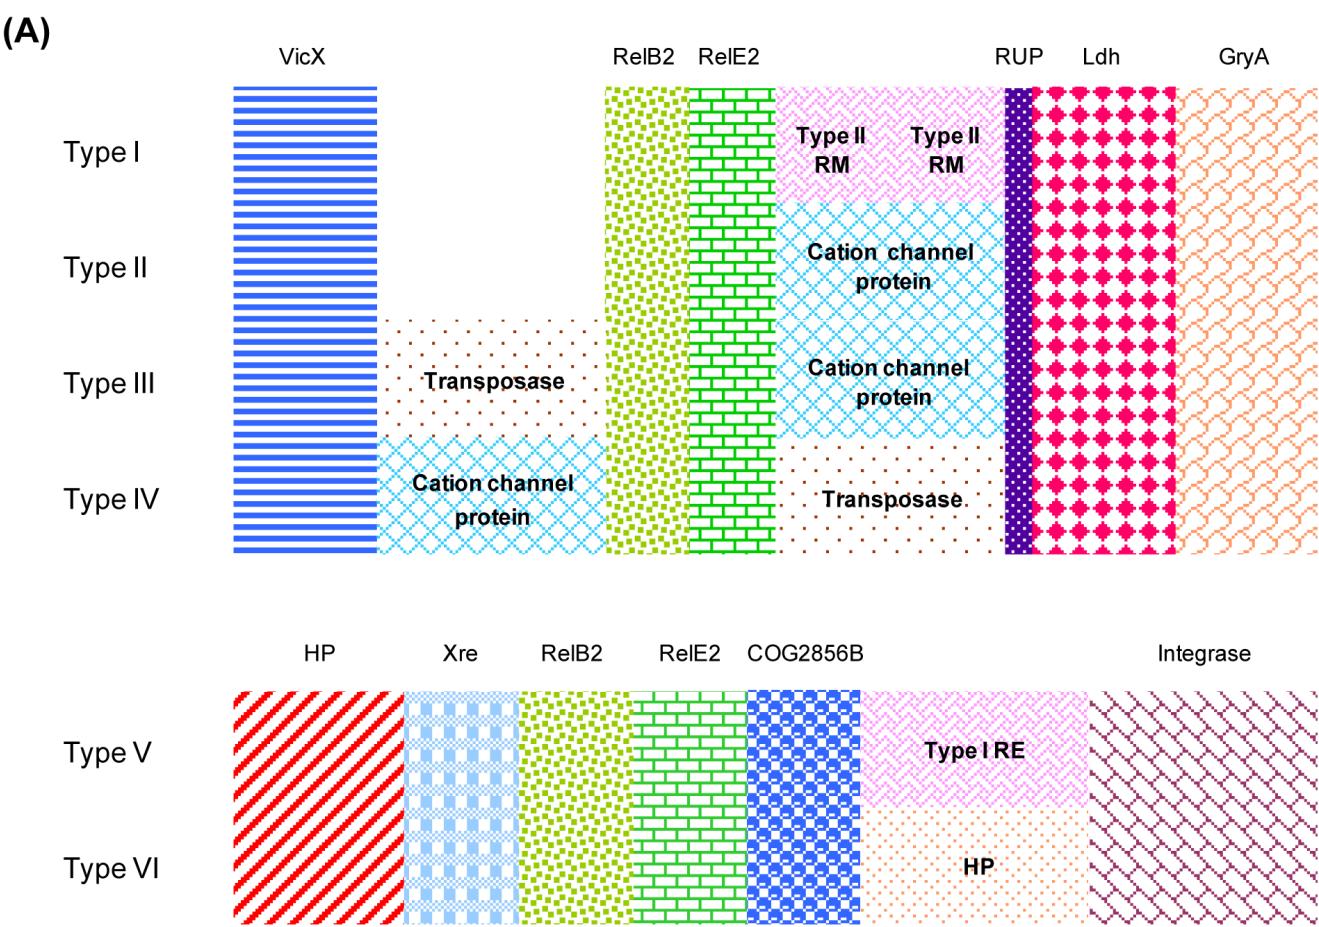 (A)
VicX RelB2 RelE2 RUP Ldh GryA
Type I
Type II Type II
RM RM
Type II
Cation channel
protein
Type III
Transposase
Cation channel
protein
Type IV
Cation channel
protein
Transposase
HP Xre RelB2 RelE2 COG2856B Integrase
Type V
Type I RE
Type VI
HP